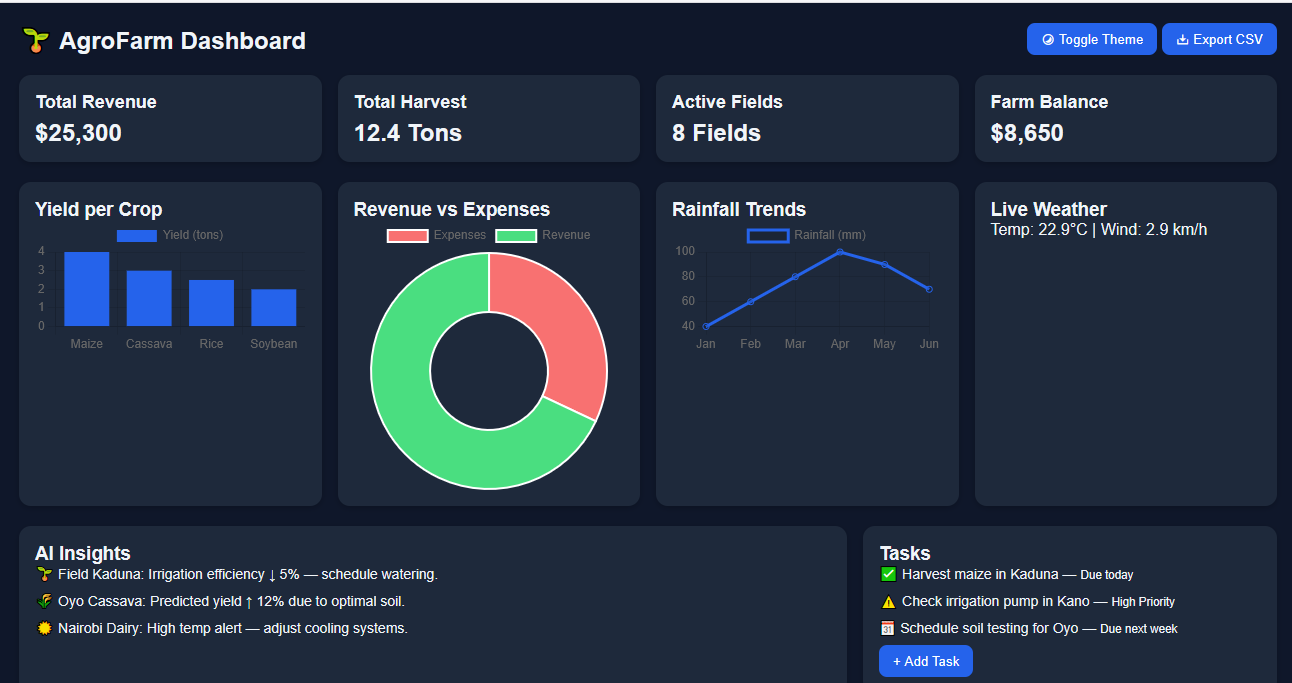 AgroFarm Dashboard
Toggle Theme
Export CSV
Total Revenue
$25,300
Total Harvest
12.4 Tons
Active Fields
8 Fields
Farm Balance
$8,650
Yield per Crop
Yield (tons)
4
3
2
1
0
Maize Cassava Rice Soybean
Revenue vs Expenses
Expenses Revenue
Rainfall Trends
Rainfall (mm)
100
80
60
40
Jan Feb Mar Apr May Jun
Live Weather
Temp: 22.9°C | Wind: 2.9 km/h
AI Insights
Field Kaduna: Irrigation efficiency ↓ 5% — schedule watering.
Oyo Cassava: Predicted yield ↑ 12% due to optimal soil.
Nairobi Dairy: High temp alert — adjust cooling systems.
Tasks
Harvest maize in Kaduna — Due today
Check irrigation pump in Kano — High Priority
31 Schedule soil testing for Oyo — Due next week
+ Add Task